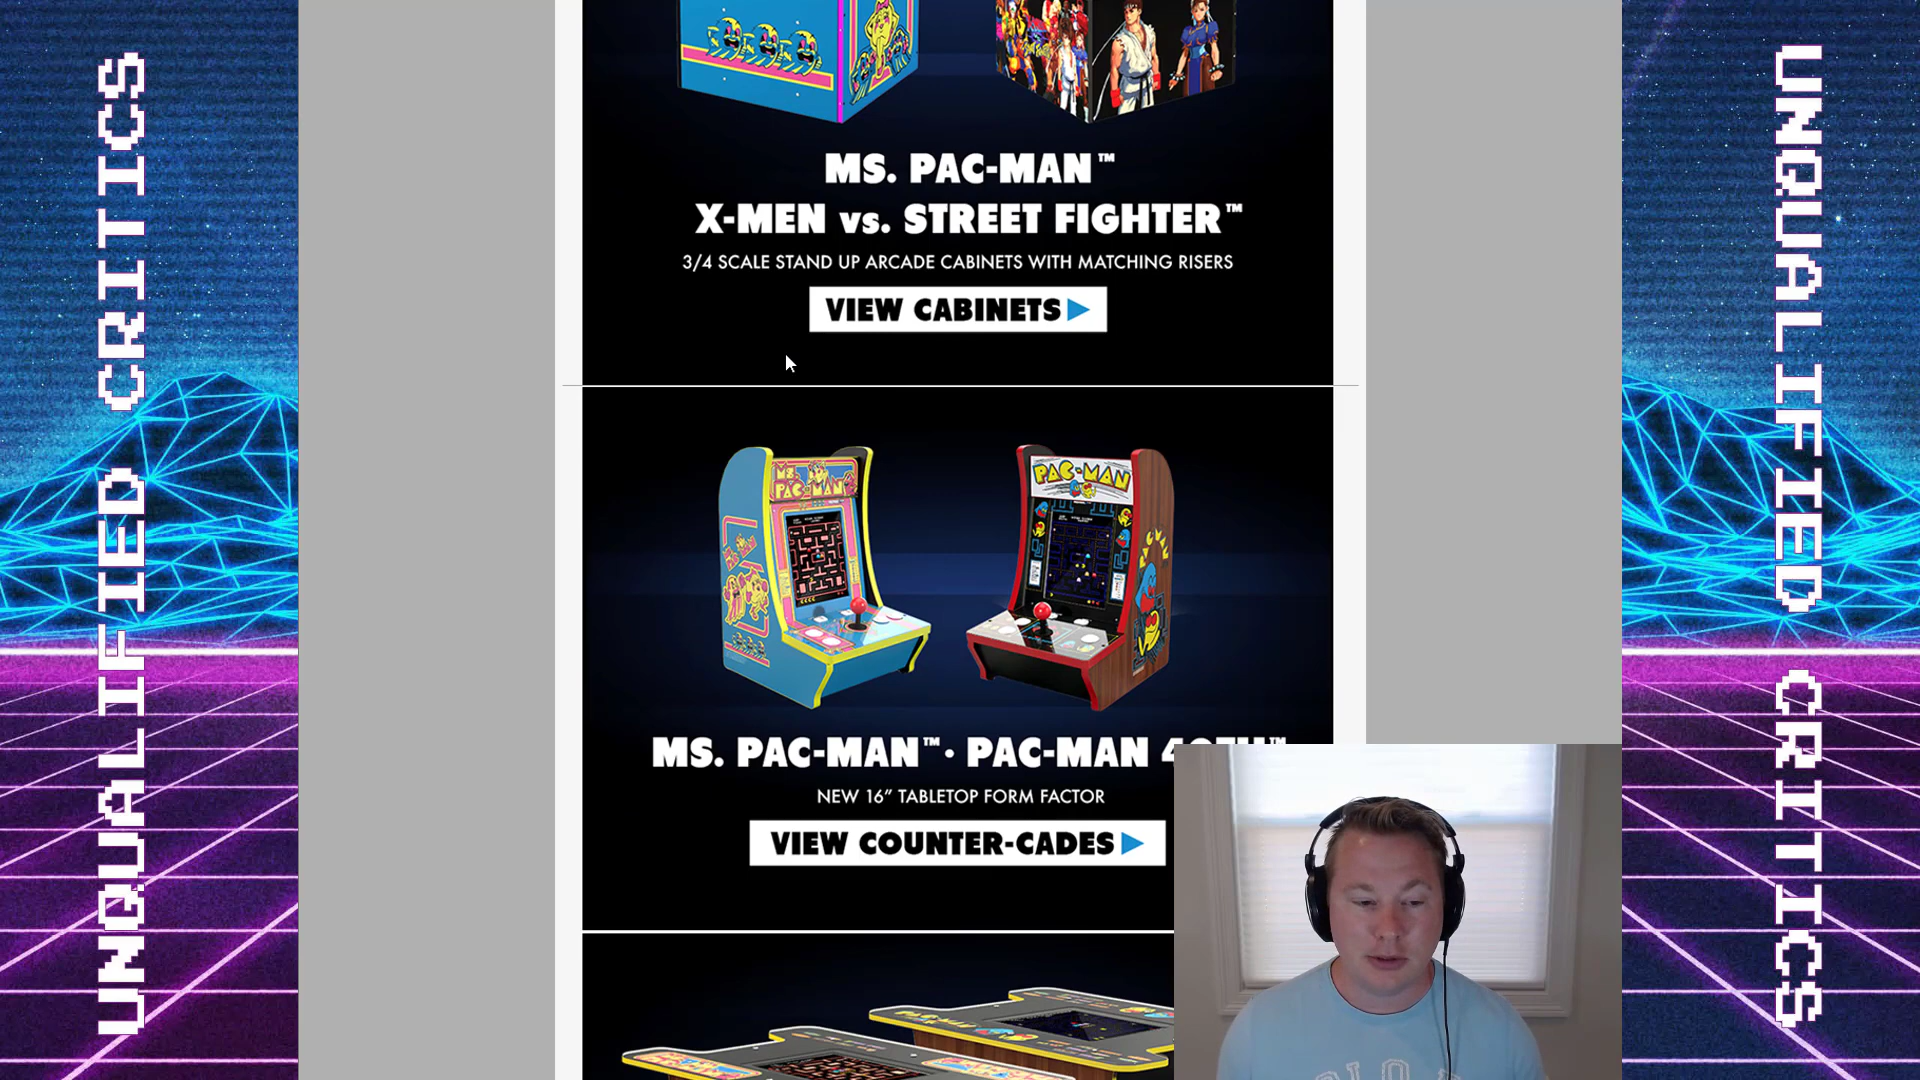 UNQUALIFIED CRITICS
MS. PAC-MAN™
X-MEN vs. STREET FIGHTER™
3/4 SCALE STAND UP ARCADE CABINETS WITH MATCHING RISERS
VIEW CABINETS
MS. PAC-MAN
PAC-MAN
MS. PAC-MAN™ · PAC-MAN
NEW 16” TABLETOP FORM FACTOR
VIEW COUNTER-CADES
PAC-MAN
UNQUALIFIED CRITICS